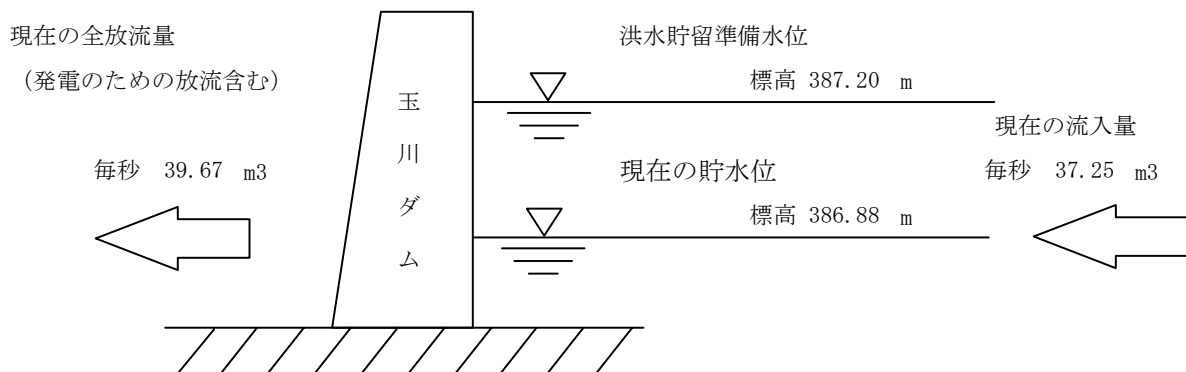 現在の全放流量
（発電のための放流含む）
毎秒 39.67 m3
玉川ダム
洪水貯留準備水位
標高 387.20 m
現在の貯水位
標高 386.88 m
現在の流入量
毎秒 37.25 m3